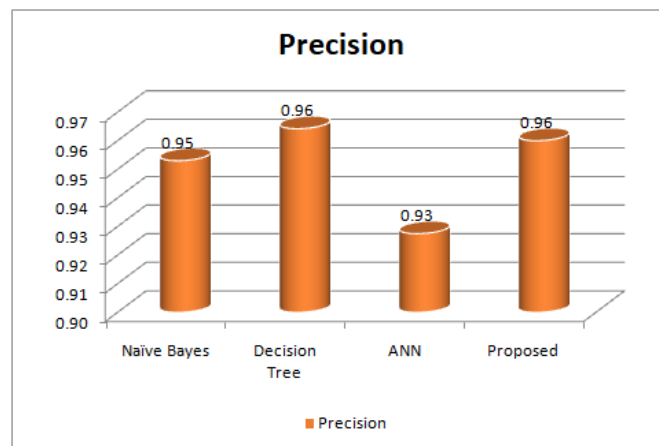 Precision
0.97
0.96
0.95
0.94
0.93
0.92
0.91
0.90
0.95
0.96
0.93
0.96
Naïve Bayes
Decision
Tree
ANN
Proposed
Precision